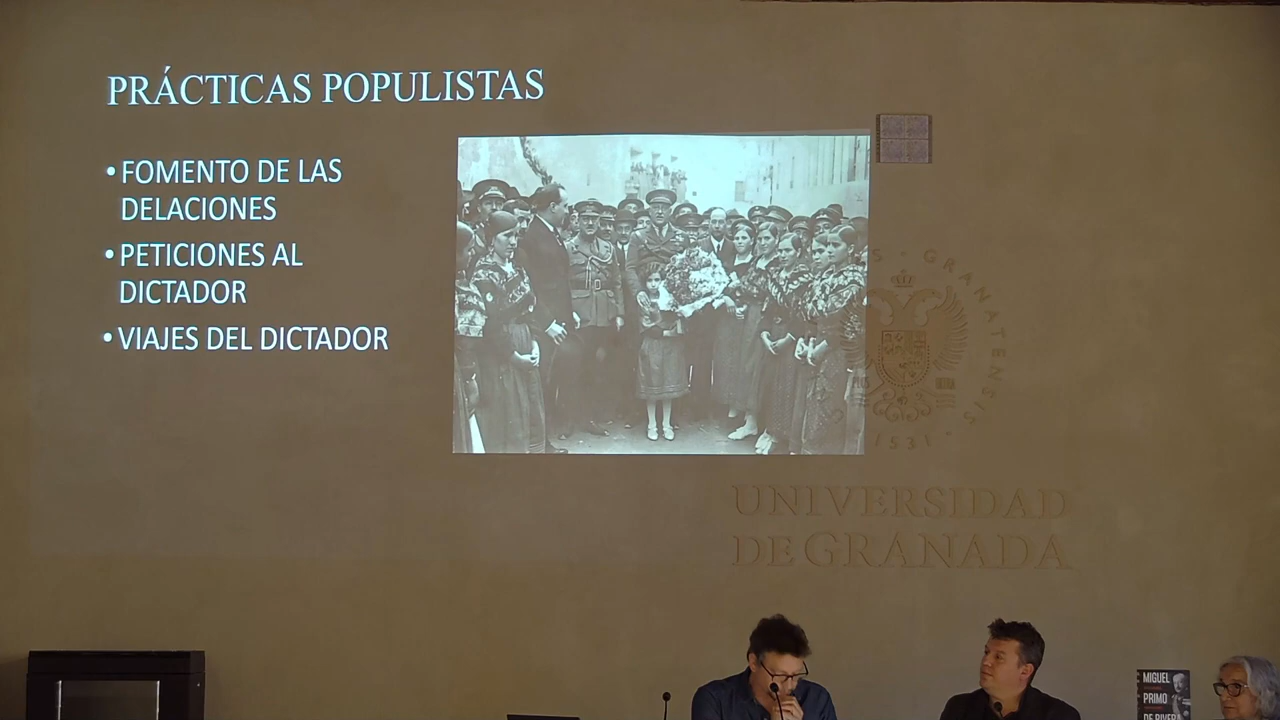 PRÁCTICAS POPULISTAS
• FOMENTO DE LAS
DELACIONES
• PETICIONES AL
DICTADOR
• VIAJES DEL DICTADOR
GRANATENSIS
1531
UNIVERSIDAD
DE GRANADA
MIGUEL
PRIMO
DE RIVERA